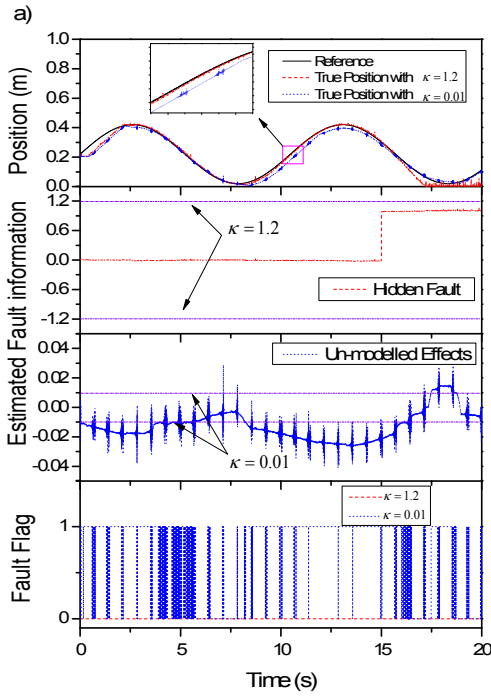 a)
1.0
0.8
0.6
0.4
0.2
0.0
Position (m)
Reference
True Position with κ = 1.2
True Position with κ = 0.01
1.2
0.6
0.0
-0.6
-1.2
Estimated Fault information
κ = 1.2
Hidden Fault
0.04
0.02
0.00
-0.02
-0.04
Un-modelled Effects
κ = 0.01
Fault Flag
1
0
κ = 1.2
κ = 0.01
0 5 10 15 20
Time (s)